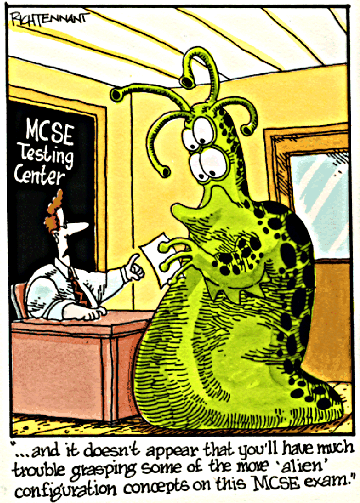 RICHTENNANT
MCSE
Testing
Center
"...and it doesn't appear that you'll have much
trouble grasping some of the more 'alien'
configuration concepts on this MCSE exam."